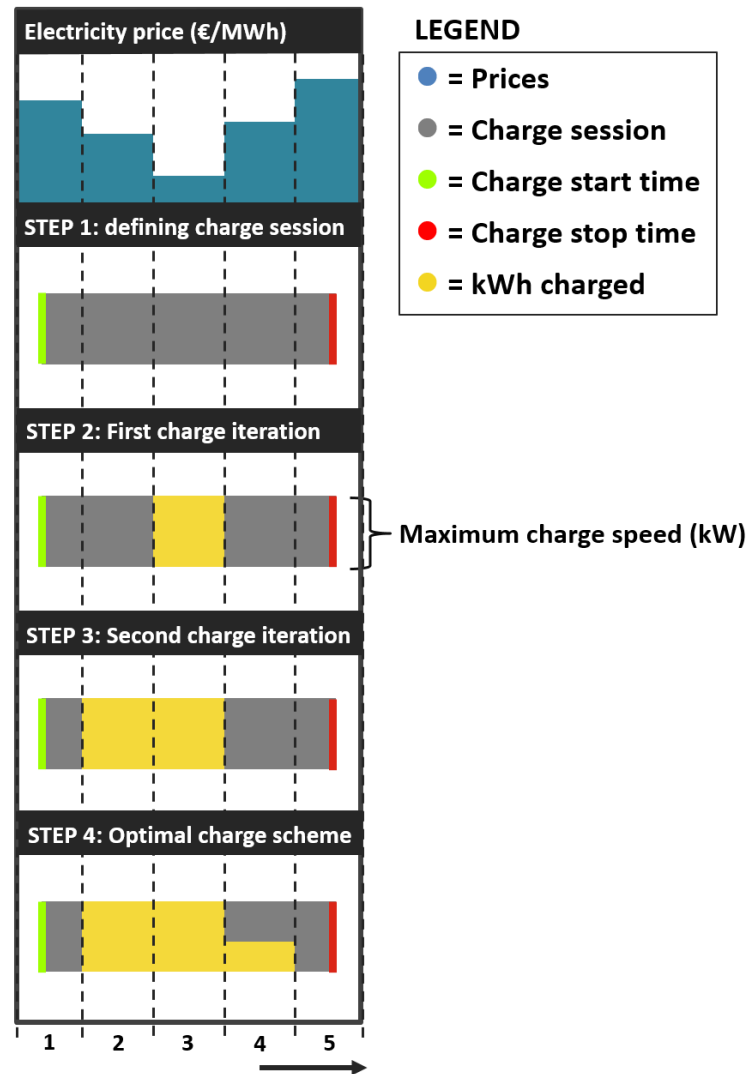 Electricity price (€/MWh)
LEGEND
= Prices
= Charge session
= Charge start time
= Charge stop time
= kWh charged
STEP 1: defining charge session
STEP 2: First charge iteration
Maximum charge speed (kW)
STEP 3: Second charge iteration
STEP 4: Optimal charge scheme
1 2 3 4 5